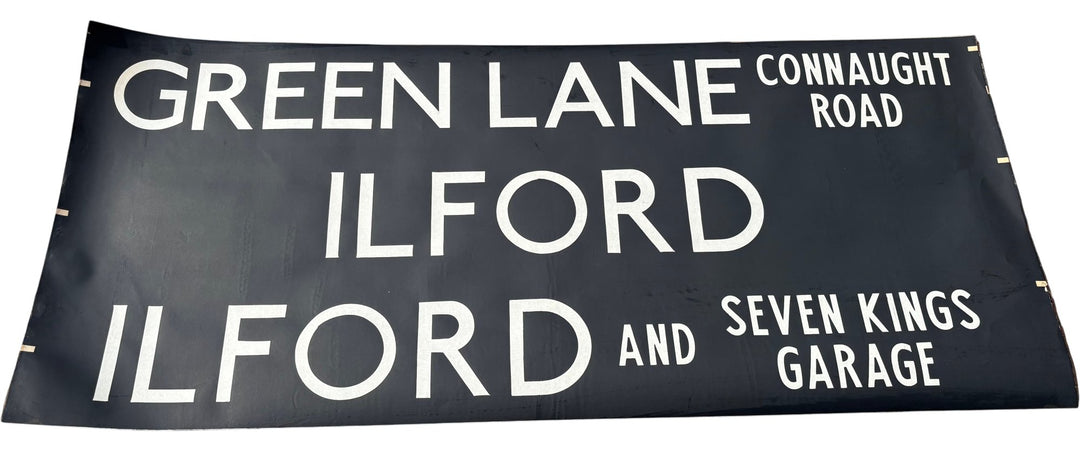 GREEN LANE CONNAUGHT ROAD
ILFORD
ILFORD AND SEVEN KINGS GARAGE